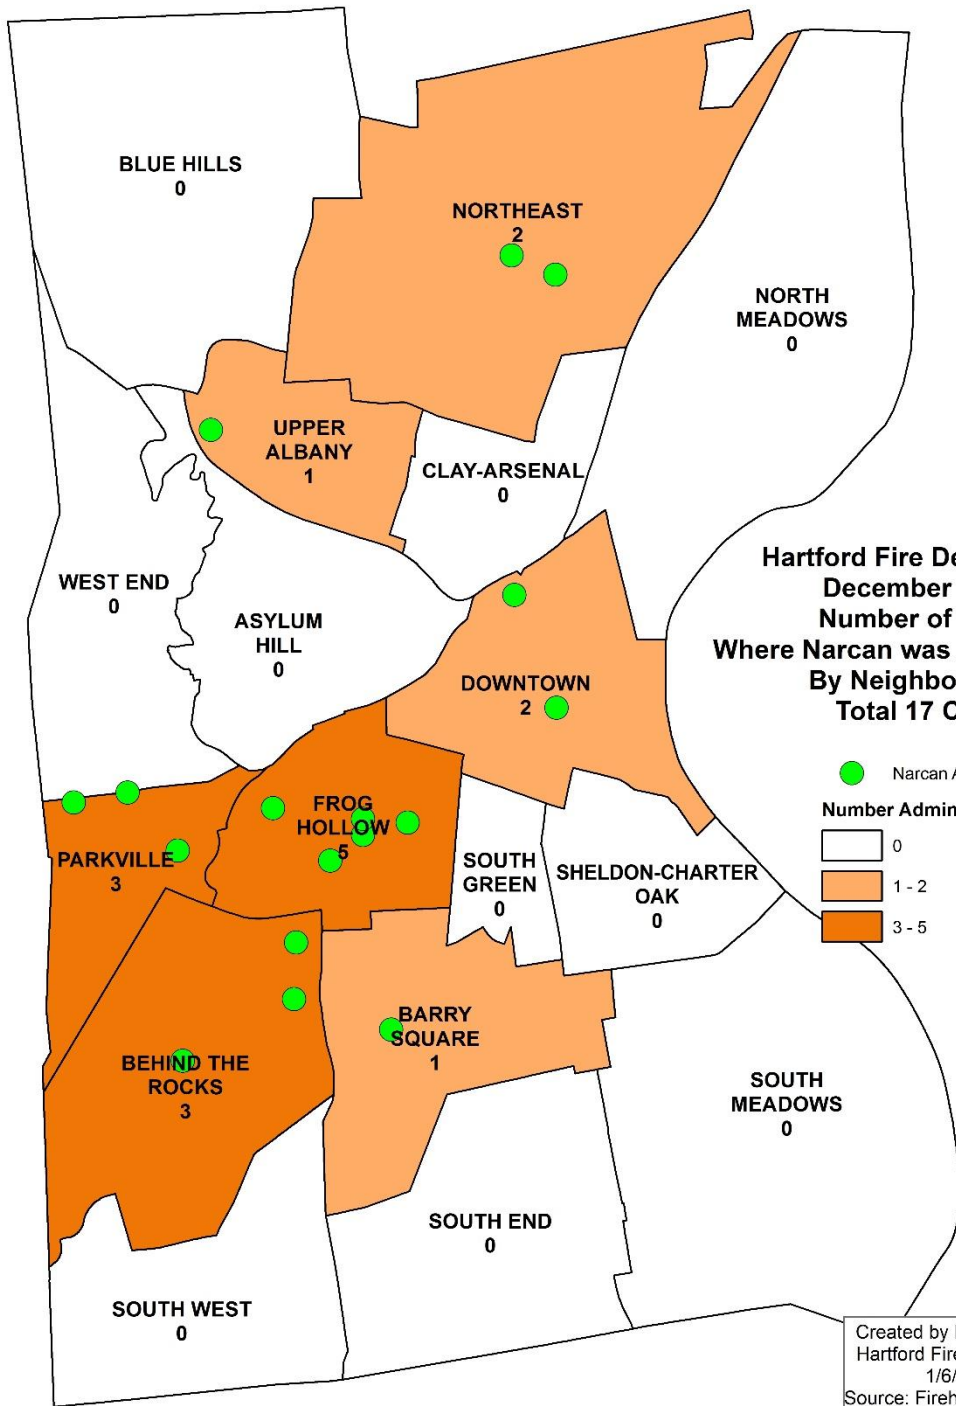 BLUE HILLS
0
NORTHEAST
2
NORTH
MEADOWS
0
UPPER
ALBANY
1
CLAY-ARSENAL
0
WEST END
0
ASYLUM
HILL
0
DOWNTOWN
2
Hartford Fire De
December
Number of
Where Narcan was
By Neighbo
Total 17 C
Narcan A
Number Admin
0
1 - 2
3 - 5
FROG
HOLLOW
5
PARKVILLE
3
SOUTH
GREEN
0
SHELDON-CHARTER
OAK
0
BARRY
SQUARE
1
BEHIND THE
ROCKS
3
SOUTH
MEADOWS
0
SOUTH END
0
SOUTH WEST
0
Created by
Hartford Fire
1/6/
Source: Fireh